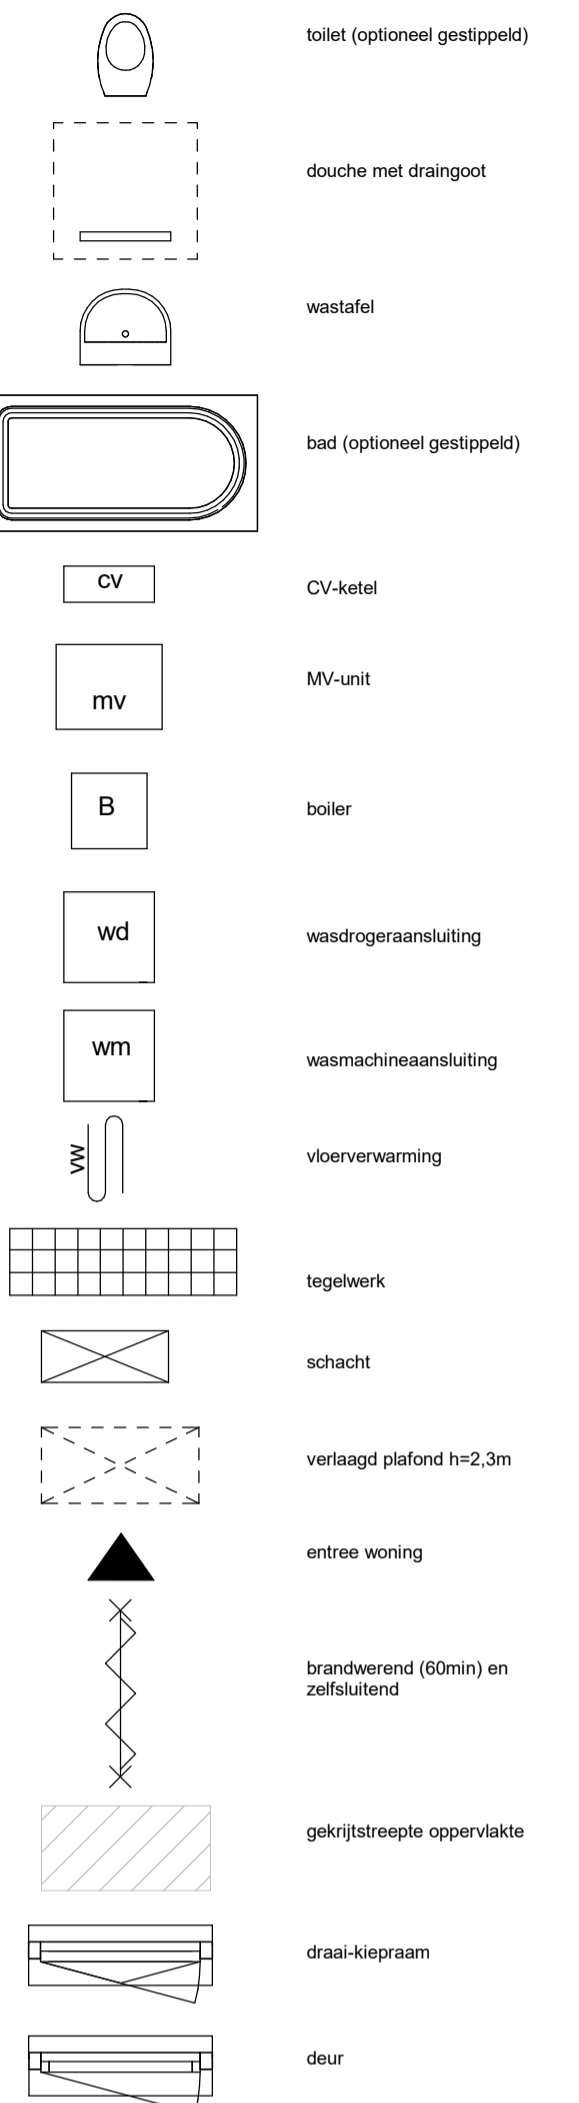 toilet (optioneel gestippeld)
douche met draingoot
wastafel
bad (optioneel gestippeld)
cv
CV-ketel
MV-unit
mv
B
boiler
wd
wasdrogeraansluiting
wm
wasmachineaansluiting
vw
vloerverwarming
tegelwerk
schacht
verlaagd plafond h=2,3m
entree woning
brandwerend (60min) en
zelfsluitend
gekrijtstreepte oppervlakte
draai-kiepraam
deur